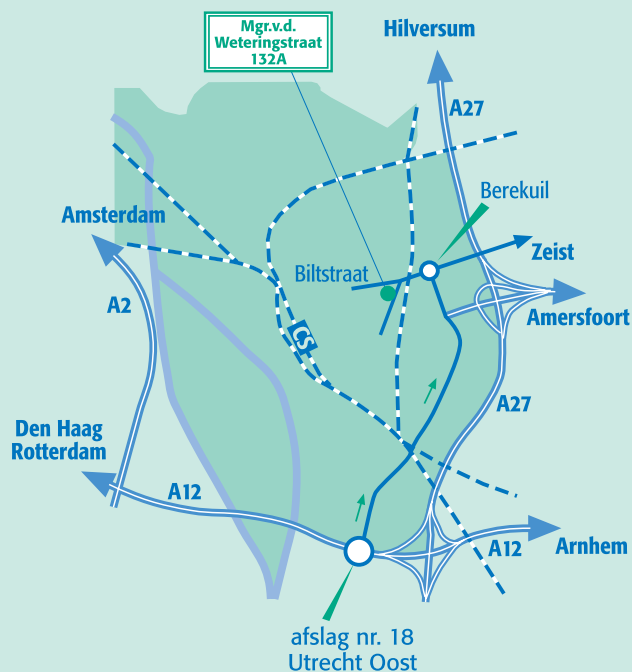 Mgr.v.d.
Weteringstraat
132A
Hilversum
A27
Berekuil
Amsterdam
Zeist
Biltstraat
A2
Amersfoort
CS
A27
Den Haag
Rotterdam
A12
A12
Arnhem
afslag nr. 18
Utrecht Oost